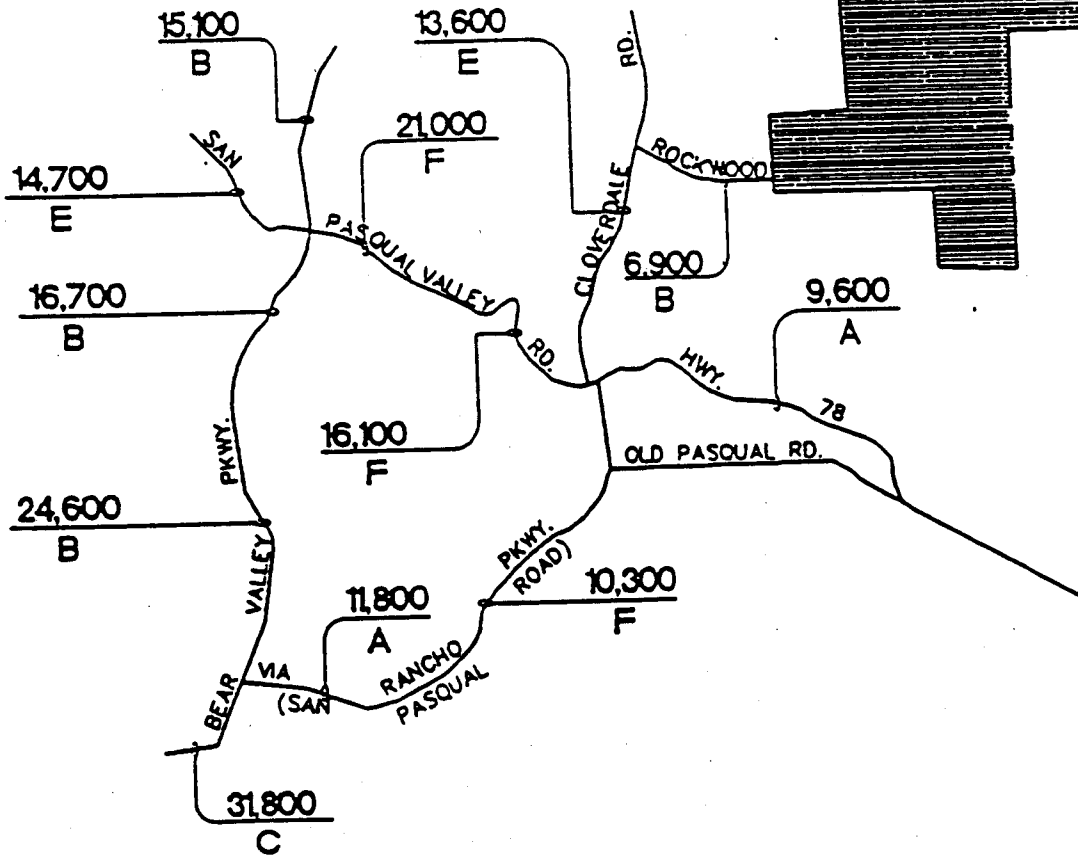 15,100
B
13,600
E
RD.
21,000
F
SAN
14,700
E
ROCKWOOD
PASQUAL VALLEY
CLOVERDALE
6,900
B
16,700
B
9,600
A
RD.
HWY.
78
PKWY.
16,100
F
OLD PASQUAL RD.
24,600
B
VALLEY
PKWY.
ROAD)
10,300
F
11,800
A
VIA
(SAN
RANCHO
PASQUAL
BEAR
31,800
C